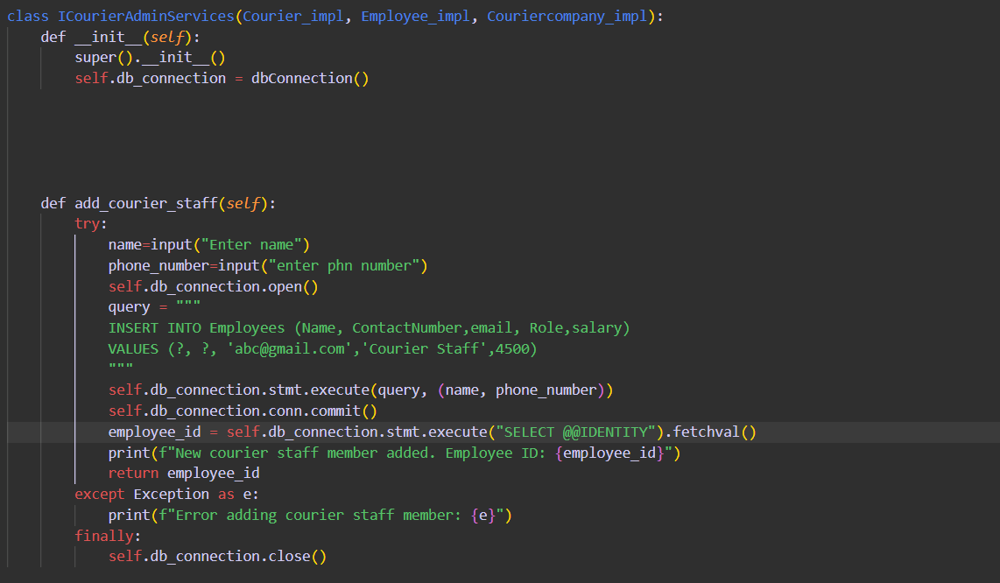 class ICourierAdminServices(Courier_impl, Employee_impl, Couriercompany_impl):
    def __init__(self):
        super().__init__()
        self.db_connection = dbConnection()
    def add_courier_staff(self):
        try:
            name=input("Enter name")
            phone_number=input("enter phn number")
            self.db_connection.open()
            query = """
            INSERT INTO Employees (Name, ContactNumber,email, Role,salary)
            VALUES (?, ?, 'abc@gmail.com','Courier Staff',4500)
            """
            self.db_connection.stmt.execute(query, (name, phone_number))
            self.db_connection.conn.commit()
            employee_id = self.db_connection.stmt.execute("SELECT @@IDENTITY").fetchval()
            print(f"New courier staff member added. Employee ID: {employee_id}")
            return employee_id
        except Exception as e:
            print(f"Error adding courier staff member: {e}")
        finally:
            self.db_connection.close()